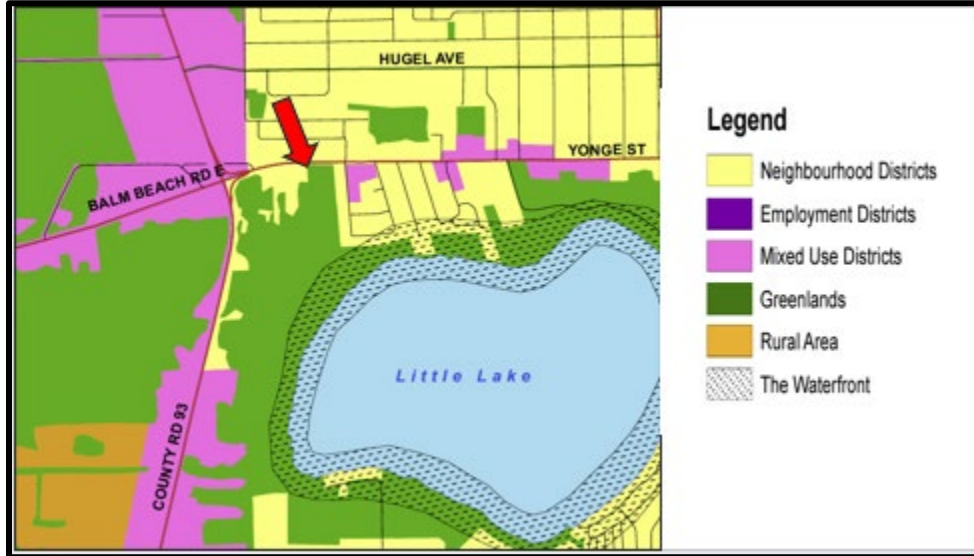 HUGEL AVE
YONGE ST
BALM BEACH RD E
Little Lake
COUNTY RD 93
Legend
Neighbourhood Districts
Employment Districts
Mixed Use Districts
Greenlands
Rural Area
The Waterfront